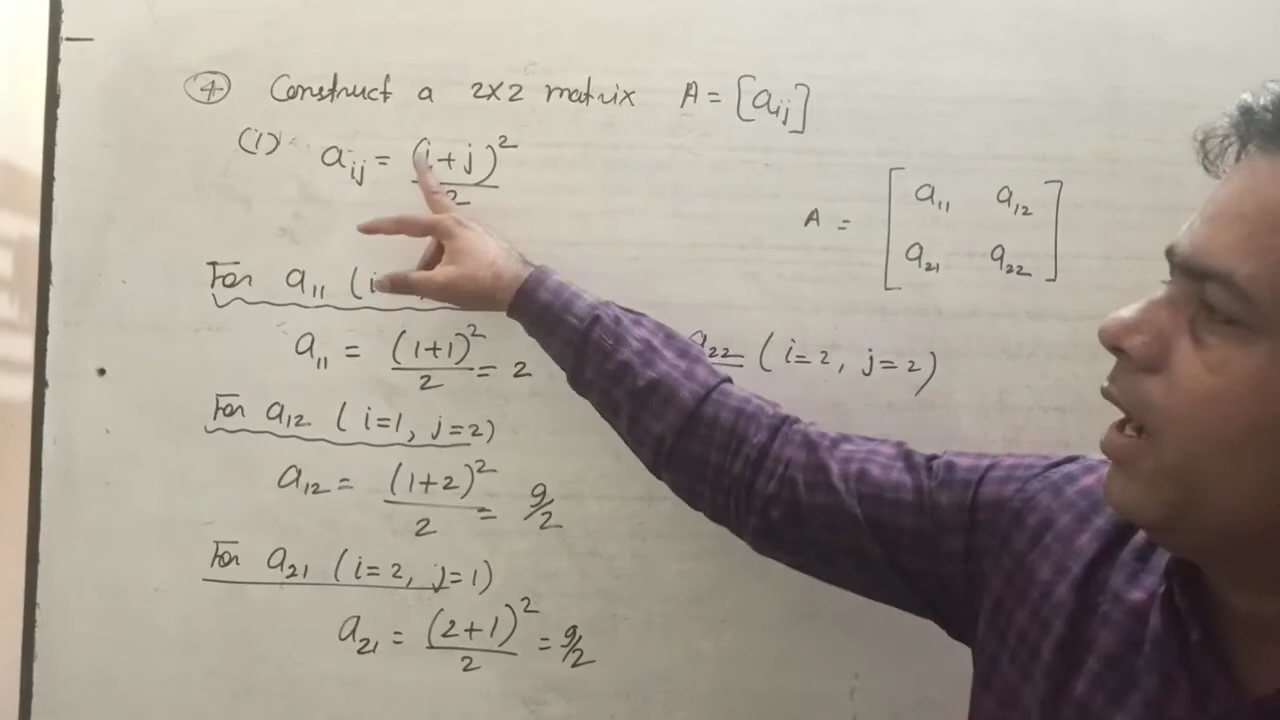 ④ Construct a 2×2 matrix A = [aᵢⱼ]
(i) aᵢⱼ = (i+j)²/2
A = [a₁₁ a₁₂
a₂₁ a₂₂]
For a₁₁ (i
a₁₁ = (1+1)²/2 = 2
For a₁₂ (i=1, j=2)
a₁₂ = (1+2)²/2 = 9/2
For a₂₁ (i=2, j=1)
a₂₁ = (2+1)²/2 = 9/2
a₂₂ (i=2, j=2)